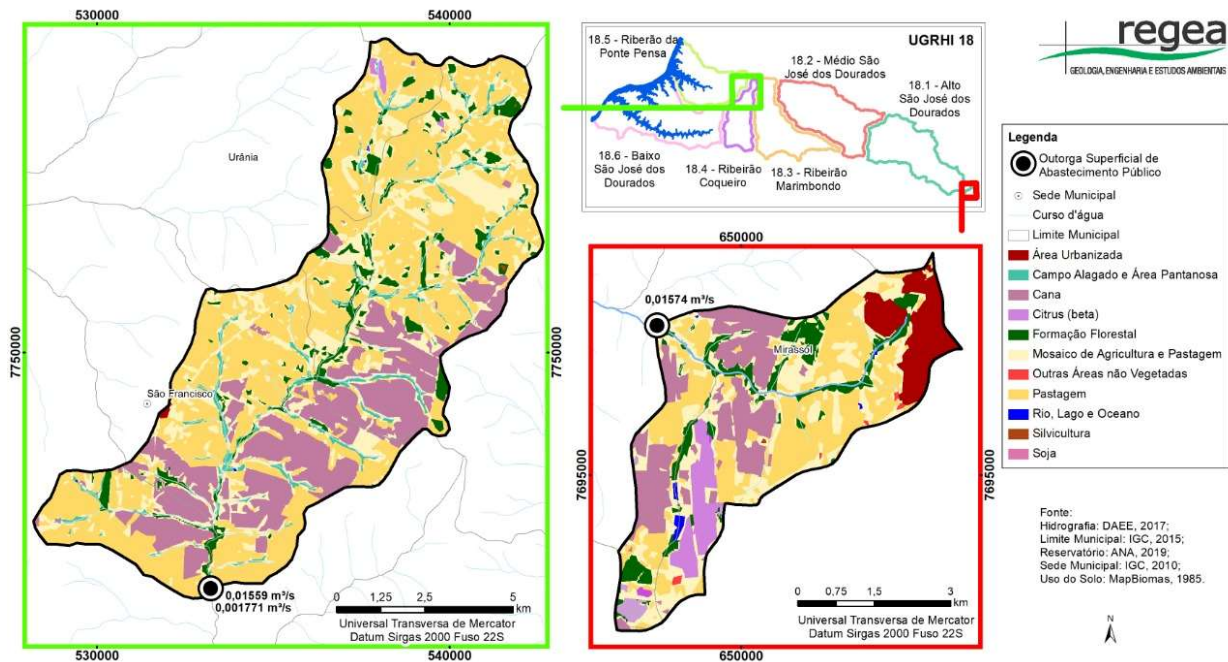 530000
540000
7750000
7750000
Urânia
São Francisco
0,01559 m³/s
0,001771 m³/s
0 1,25 2,5 5
km
Universal Transversa de Mercator
Datum Sirgas 2000 Fuso 22S
530000
540000
UGRHI 18
18.5 - Riberão da
Ponte Pensa
18.2 - Médio São
José dos Dourados
18.1 - Alto
São José dos
Dourados
18.6 - Baixo
São José dos
Dourados
18.4 - Ribeirão
Coqueiro
18.3 - Ribeirão
Marimbondo
650000
7695000
7695000
0,01574 m³/s
Mirassol
0 0,75 1,5 3
km
Universal Transversa de Mercator
Datum Sirgas 2000 Fuso 22S
650000
regea
GEOLOGIA, ENGENHARIA E ESTUDOS AMBIENTAIS
Legenda
Outorga Superficial de
Abastecimento Público
Sede Municipal
Curso d'água
Limite Municipal
Área Urbanizada
Campo Alagado e Área Pantanosa
Cana
Citrus (beta)
Formação Florestal
Mosaico de Agricultura e Pastagem
Outras Áreas não Vegetadas
Pastagem
Rio, Lago e Oceano
Silvicultura
Soja
Fonte:
Hidrografia: DAEE, 2017;
Limite Municipal: IGC, 2015;
Reservatório: ANA, 2019;
Sede Municipal: IGC, 2010;
Uso do Solo: MapBiomas, 1985.
N